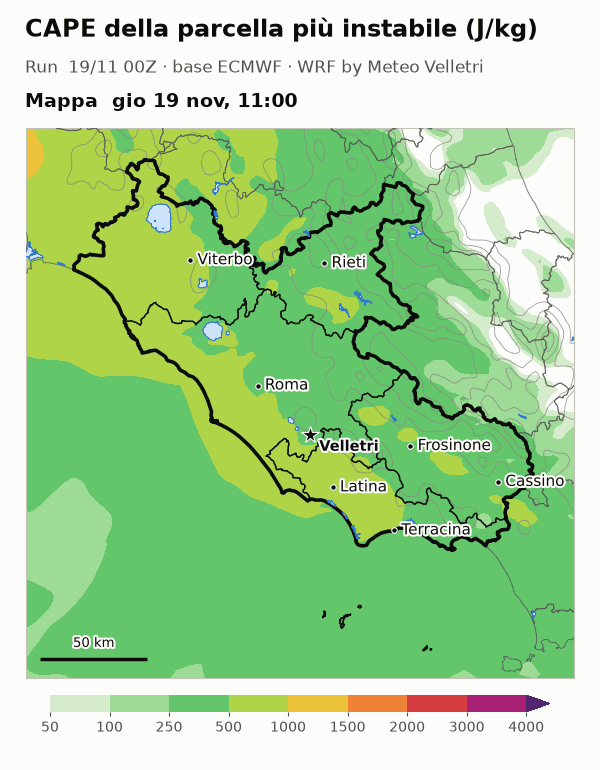 CAPE della parcella più instabile (J/kg)
Run  19/11 00Z · base ECMWF · WRF by Meteo Velletri
Mappa  gio 19 nov, 11:00
Viterbo
Rieti
Roma
Velletri
Frosinone
Cassino
Latina
Terracina
50 km
50 100 250 500 1000 1500 2000 3000 4000